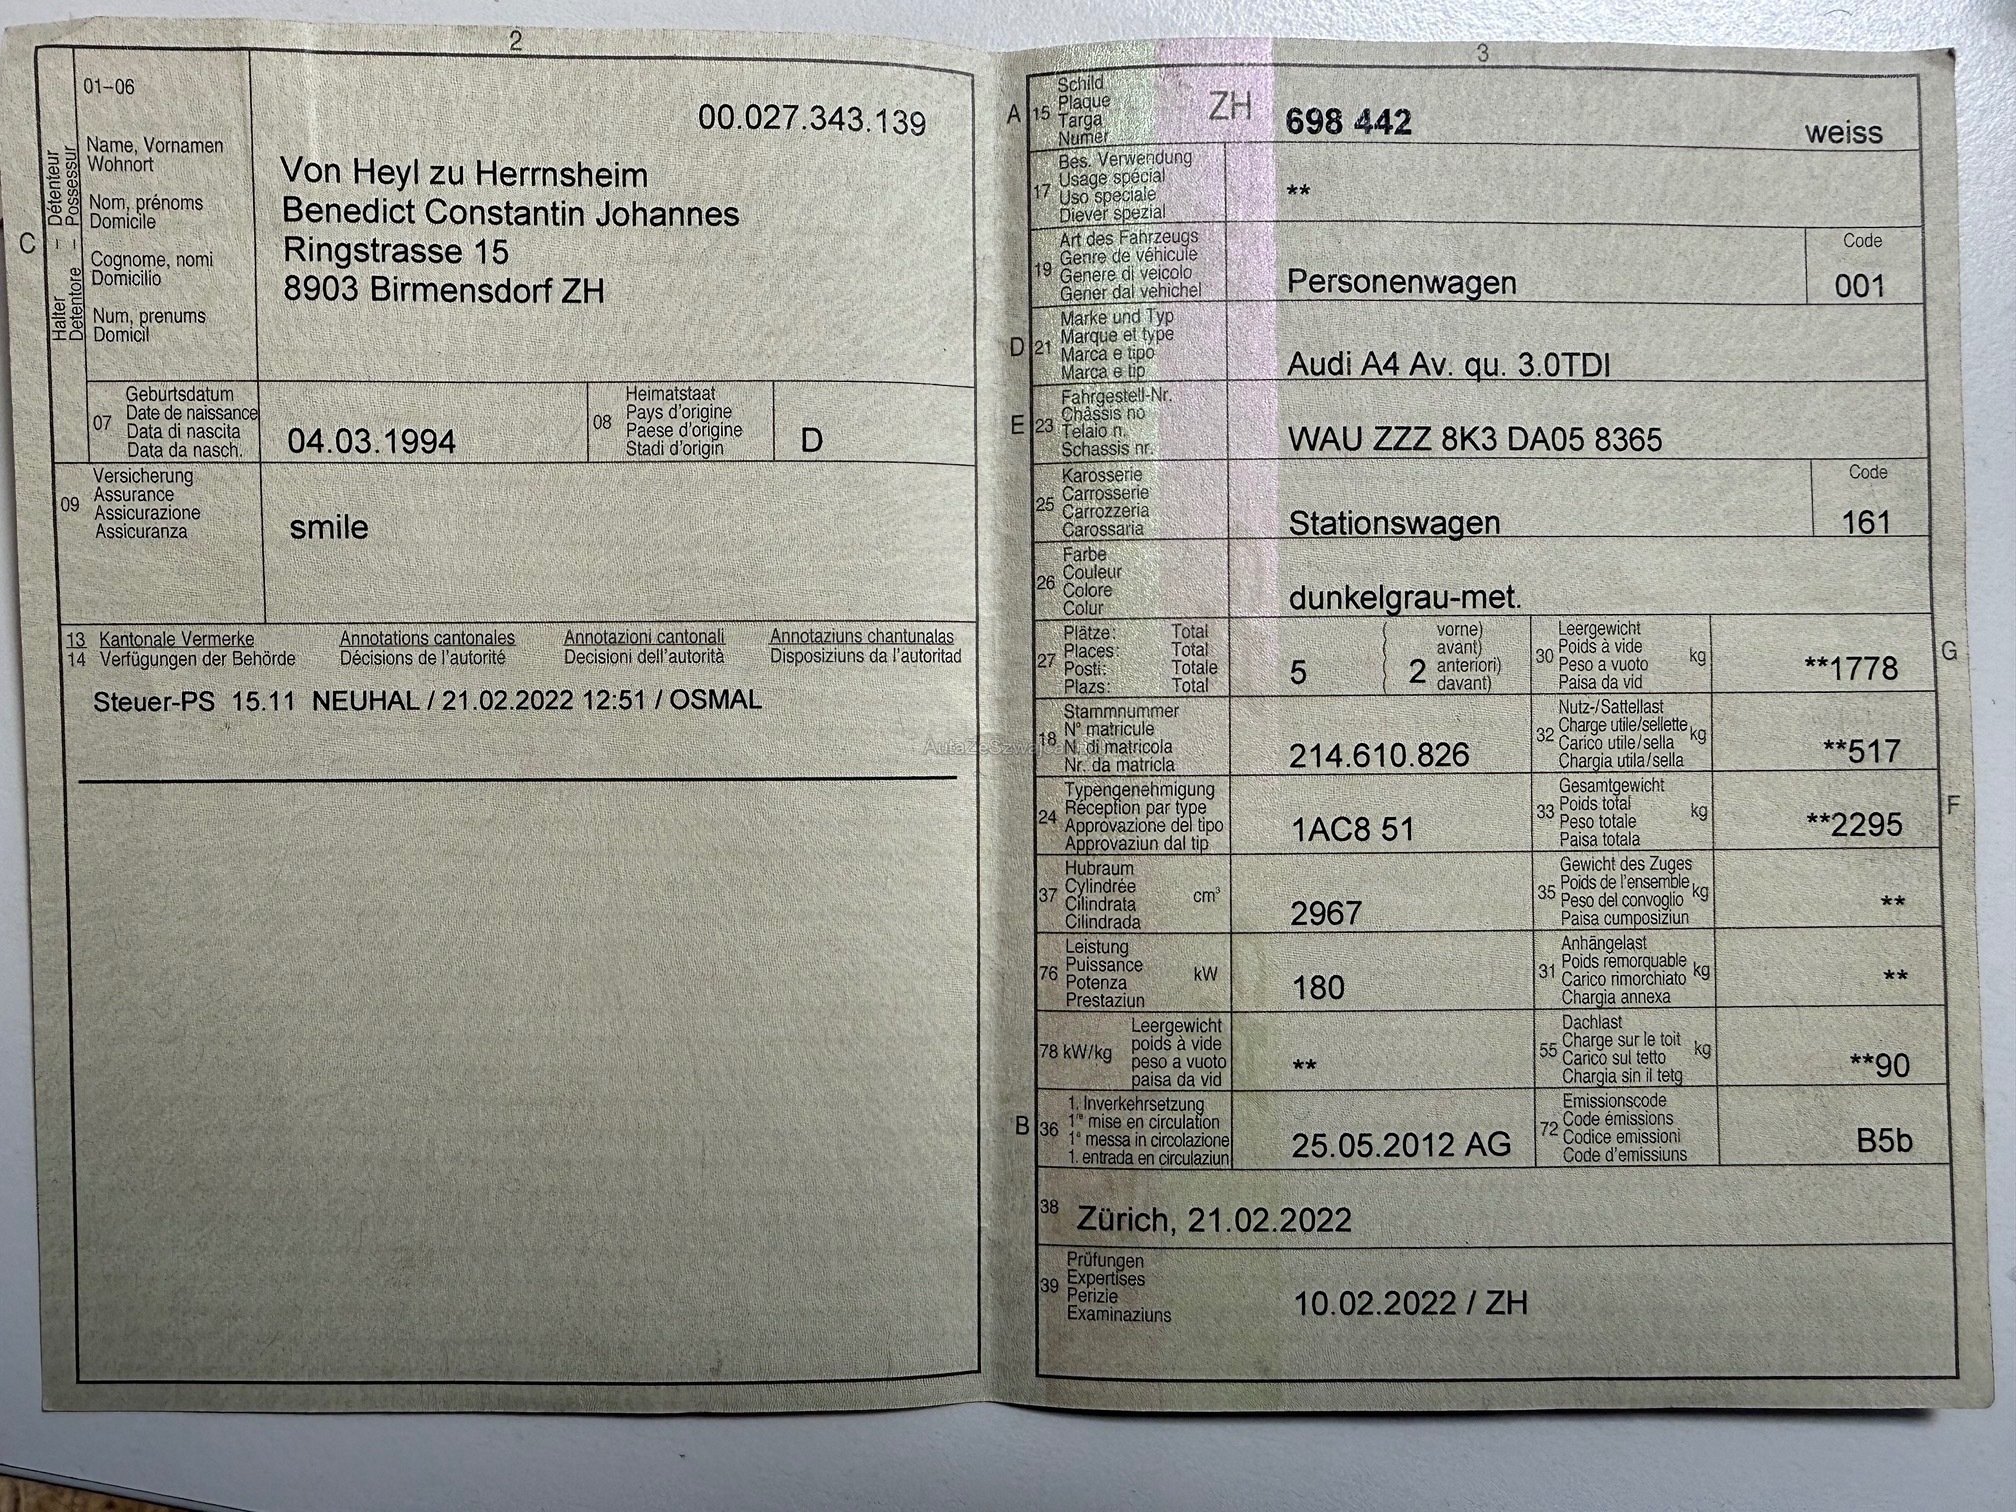 2
01–06
00.027.343.139
C
Halter – Détenteur
Detentore – Possessur
Name, Vornamen
Wohnort
Nom, prénoms
Domicile
Cognome, nomi
Domicilio
Num, prenums
Domicil
Von Heyl zu Herrnsheim
Benedict Constantin Johannes
Ringstrasse 15
8903 Birmensdorf ZH
07
Geburtsdatum
Date de naissance
Data di nascita
Data da nasch.
04.03.1994
08
Heimatstaat
Pays d'origine
Paese d'origine
Stadi d'origin
D
09
Versicherung
Assurance
Assicurazione
Assicuranza
smile
13 Kantonale Vermerke Annotations cantonales Annotazioni cantonali Annotaziuns chantunalas
14 Verfügungen der Behörde Décisions de l'autorité Decisioni dell'autorità Disposiziuns da l'autoritad
Steuer-PS 15.11 NEUHAL / 21.02.2022 12:51 / OSMAL
3
A 15
Schild
Plaque
Targa
Numer
ZH 698 442 weiss
17
Bes. Verwendung
Usage spécial
Uso speciale
Diever spezial
**
19
Art des Fahrzeugs
Genre de véhicule
Genere di veicolo
Gener dal vehichel
Personenwagen
Code
001
D 21
Marke und Typ
Marque et type
Marca e tipo
Marca e tip
Audi A4 Av. qu. 3.0TDI
E 23
Fahrgestell-Nr.
Châssis no
Telaio n.
Schassis nr.
WAU ZZZ 8K3 DA05 8365
25
Karosserie
Carrosserie
Carrozzeria
Carossaria
Stationswagen
Code
161
26
Farbe
Couleur
Colore
Colur
dunkelgrau-met.
27
Plätze: Total
Places: Total
Posti: Totale
Plazs: Total
5
2
vorne)
avant)
anteriori)
davant)
30
Leergewicht
Poids à vide
Peso a vuoto
Paisa da vid
kg
**1778
G
18
Stammnummer
N° matricule
N. di matricola
Nr. da matricla
214.610.826
32
Nutz-/Sattellast
Charge utile/sellette
Carico utile/sella
Chargia utila/sella
kg
**517
24
Typengenehmigung
Réception par type
Approvazione del tipo
Approvaziun dal tip
1AC8 51
33
Gesamtgewicht
Poids total
Peso totale
Paisa totala
kg
**2295
F
37
Hubraum
Cylindrée
Cilindrata
Cilindrada
cm³
2967
35
Gewicht des Zuges
Poids de l'ensemble
Peso del convoglio
Paisa cumposiziun
kg
**
76
Leistung
Puissance
Potenza
Prestaziun
kW
180
31
Anhängelast
Poids remorquable
Carico rimorchiato
Chargia annexa
kg
**
78 kW/kg
Leergewicht
poids à vide
peso a vuoto
paisa da vid
**
55
Dachlast
Charge sur le toit
Carico sul tetto
Chargia sin il tetg
kg
**90
B 36
1. Inverkehrsetzung
1re mise en circulation
1a messa in circolazione
1. entrada en circulaziun
25.05.2012 AG
72
Emissionscode
Code émissions
Codice emissioni
Code d'emissiuns
B5b
38
Zürich, 21.02.2022
39
Prüfungen
Expertises
Perizie
Examinaziuns
10.02.2022 / ZH